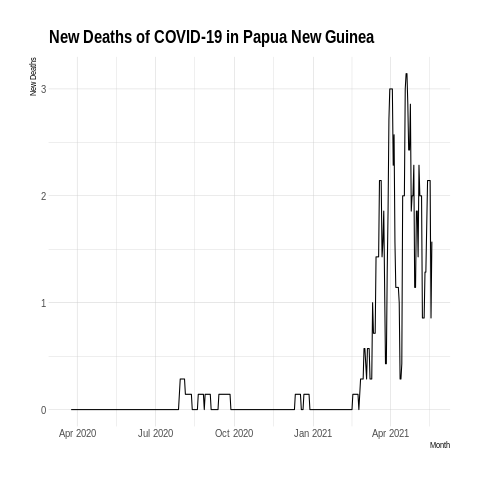 New Deaths of COVID-19 in Papua New Guinea
New Deaths
3
2
1
0
Apr 2020 Jul 2020 Oct 2020 Jan 2021 Apr 2021
Month